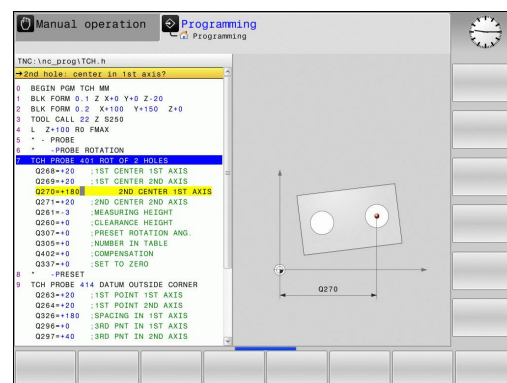 Manual operation
Programming
Programming
TNC:\nc_prog\TCH.h
→2nd hole: center in 1st axis?
0 BEGIN PGM TCH MM
1 BLK FORM 0.1 Z X+0 Y+0 Z-20
2 BLK FORM 0.2 X+100 Y+150 Z+0
3 TOOL CALL 22 Z S250
4 L Z+100 R0 FMAX
5 * - PROBE
6 * -PROBE ROTATION
7 TCH PROBE 401 ROT OF 2 HOLES
Q268=+20 ;1ST CENTER 1ST AXIS
Q269=+20 ;1ST CENTER 2ND AXIS
Q270=+180 2ND CENTER 1ST AXIS
Q271=+20 ;2ND CENTER 2ND AXIS
Q261=-3 ;MEASURING HEIGHT
Q260=+0 ;CLEARANCE HEIGHT
Q307=+0 ;PRESET ROTATION ANG.
Q305=+0 ;NUMBER IN TABLE
Q402=+0 ;COMPENSATION
Q337=+0 ;SET TO ZERO
8 * -PRESET
9 TCH PROBE 414 DATUM OUTSIDE CORNER
Q263=+20 ;1ST POINT 1ST AXIS
Q264=+20 ;1ST POINT 2ND AXIS
Q326=+180 ;SPACING IN 1ST AXIS
Q296=+0 ;3RD PNT IN 1ST AXIS
Q297=+40 ;3RD PNT IN 2ND AXIS
Q270